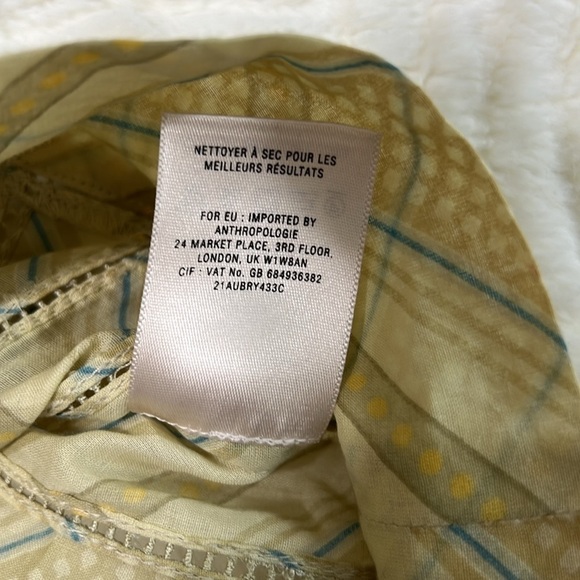 NETTOYER À SEC POUR LES
MEILLEURS RÉSULTATS
FOR EU : IMPORTED BY
ANTHROPOLOGIE
24 MARKET PLACE, 3RD FLOOR,
LONDON, UK W1W8AN
C/F : VAT No. GB 684936382
21AUBRY433C